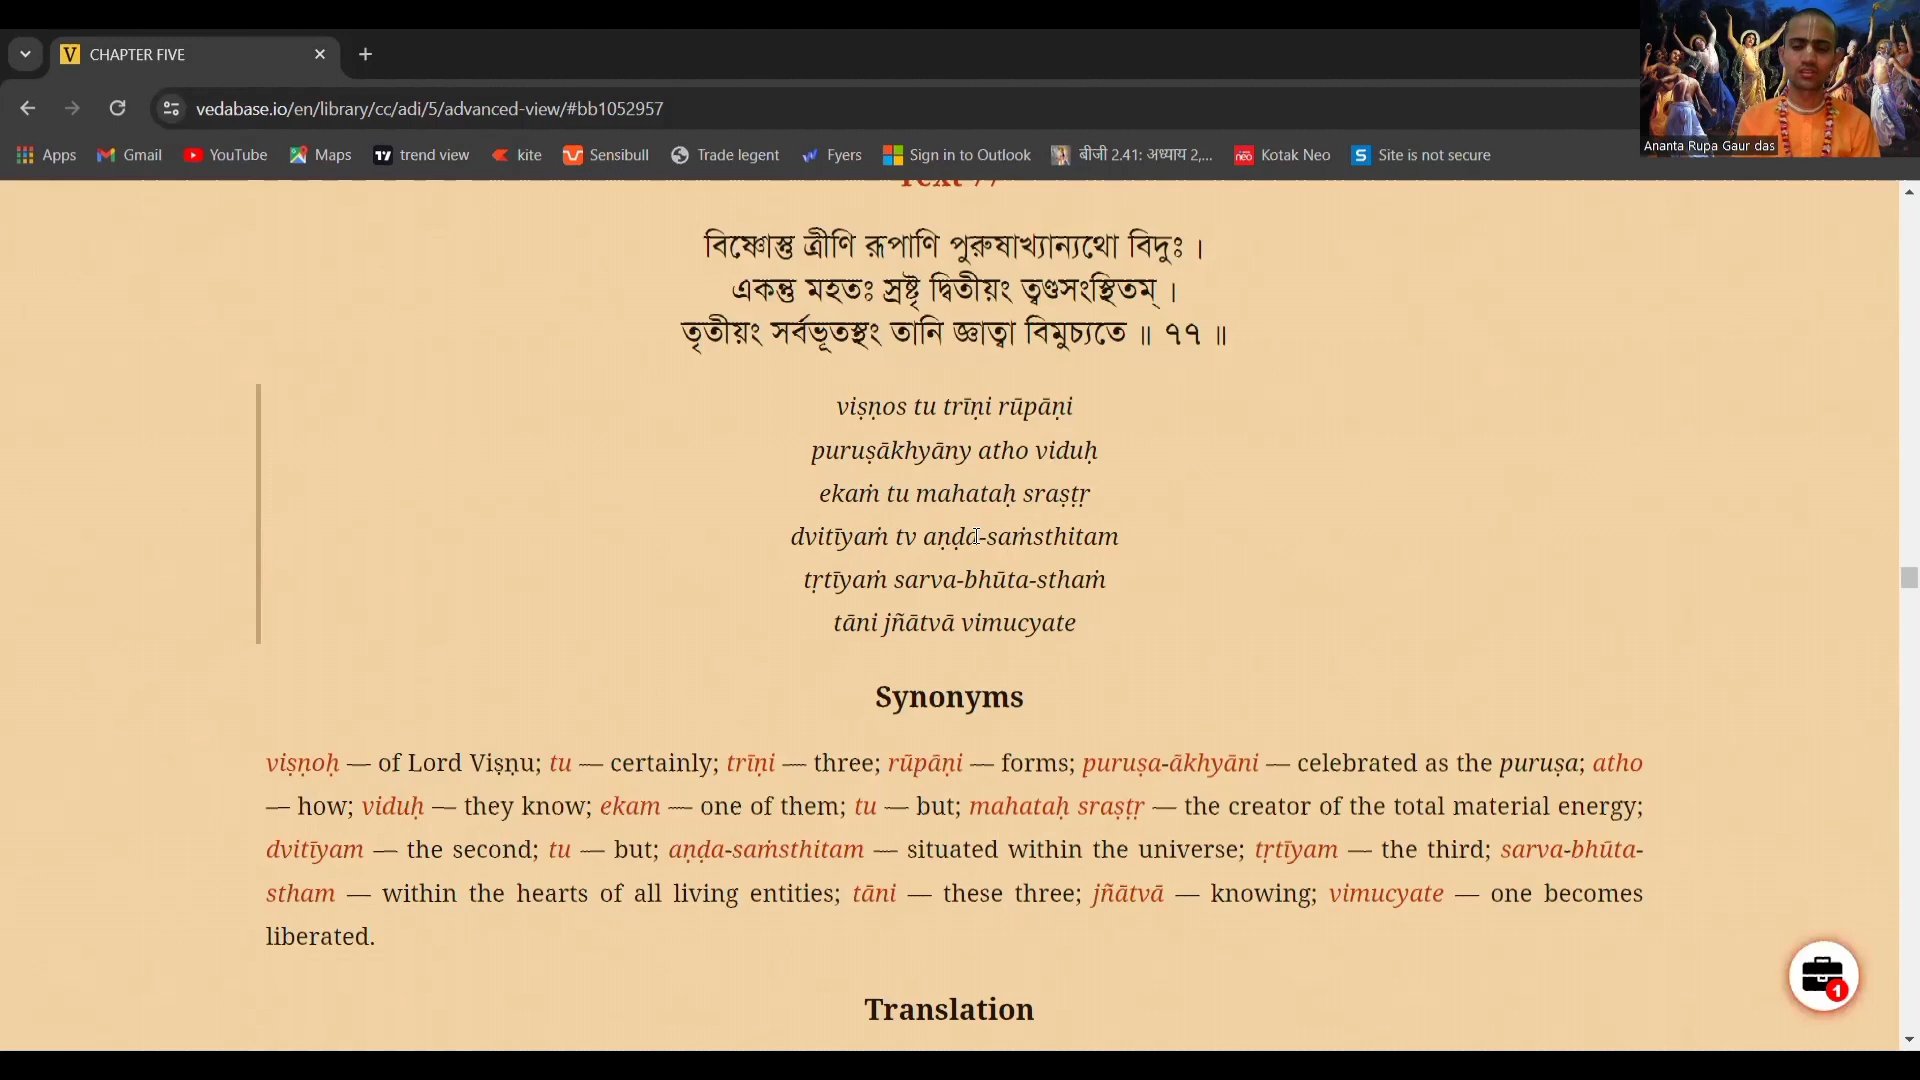 CHAPTER FIVE
vedabase.io/en/library/cc/adi/5/advanced-view/#bb1052957
Ananta Rupa Gaur das
Apps Gmail YouTube Maps trend view kite Sensibull Trade legent Fyers Sign in to Outlook बीजी 2.41: अध्याय 2,... Kotak Neo Site is not secure
Text 77
বিষ্ণোস্তু ত্রীণি রূপাণি পুরুষাখ্যান্যথো বিদুঃ ।
একন্তু মহতঃ স্রষ্টৃ দ্বিতীয়ং ত্বণ্ডসংস্থিতম্ ।
তৃতীয়ং সর্বভূতস্থং তানি জ্ঞাত্বা বিমুচ্যতে ॥ ৭৭ ॥
viṣṇos tu trīṇi rūpāṇi
puruṣākhyāny atho viduḥ
ekaṁ tu mahataḥ sraṣṭṛ
dvitīyaṁ tv aṇḍa-saṁsthitam
tṛtīyaṁ sarva-bhūta-sthaṁ
tāni jñātvā vimucyate
Synonyms
viṣṇoḥ — of Lord Viṣṇu; tu — certainly; trīṇi — three; rūpāṇi — forms; puruṣa-ākhyāni — celebrated as the puruṣa; atho
— how; viduḥ — they know; ekam — one of them; tu — but; mahataḥ sraṣṭṛ — the creator of the total material energy;
dvitīyam — the second; tu — but; aṇḍa-saṁsthitam — situated within the universe; tṛtīyam — the third; sarva-bhūta-
stham — within the hearts of all living entities; tāni — these three; jñātvā — knowing; vimucyate — one becomes
liberated.
1
Translation